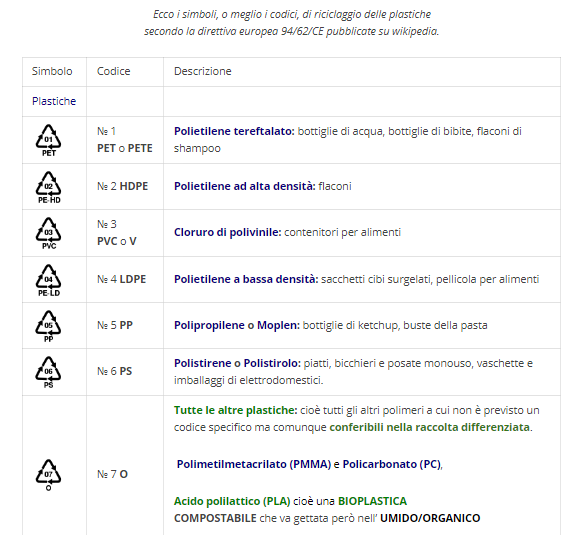 Ecco i simboli, o meglio i codici, di riciclaggio delle plastiche
secondo la direttiva europea 94/62/CE pubblicate su wikipedia.
Simbolo Codice Descrizione
Plastiche
01
PET
№ 1
PET o PETE
Polietilene tereftalato: bottiglie di acqua, bottiglie di bibite, flaconi di
shampoo
02
PE-HD
№ 2 HDPE
Polietilene ad alta densità: flaconi
03
PVC
№ 3
PVC o V
Cloruro di polivinile: contenitori per alimenti
04
PE-LD
№ 4 LDPE
Polietilene a bassa densità: sacchetti cibi surgelati, pellicola per alimenti
05
PP
№ 5 PP
Polipropilene o Moplen: bottiglie di ketchup, buste della pasta
06
PS
№ 6 PS
Polistirene o Polistirolo: piatti, bicchieri e posate monouso, vaschette e
imballaggi di elettrodomestici.
07
O
№ 7 O
Tutte le altre plastiche: cioè tutti gli altri polimeri a cui non è previsto un
codice specifico ma comunque conferibili nella raccolta differenziata.
Polimetilmetacrilato (PMMA) e Policarbonato (PC),
Acido polilattico (PLA) cioè una BIOPLASTICA
COMPOSTABILE che va gettata però nell' UMIDO/ORGANICO